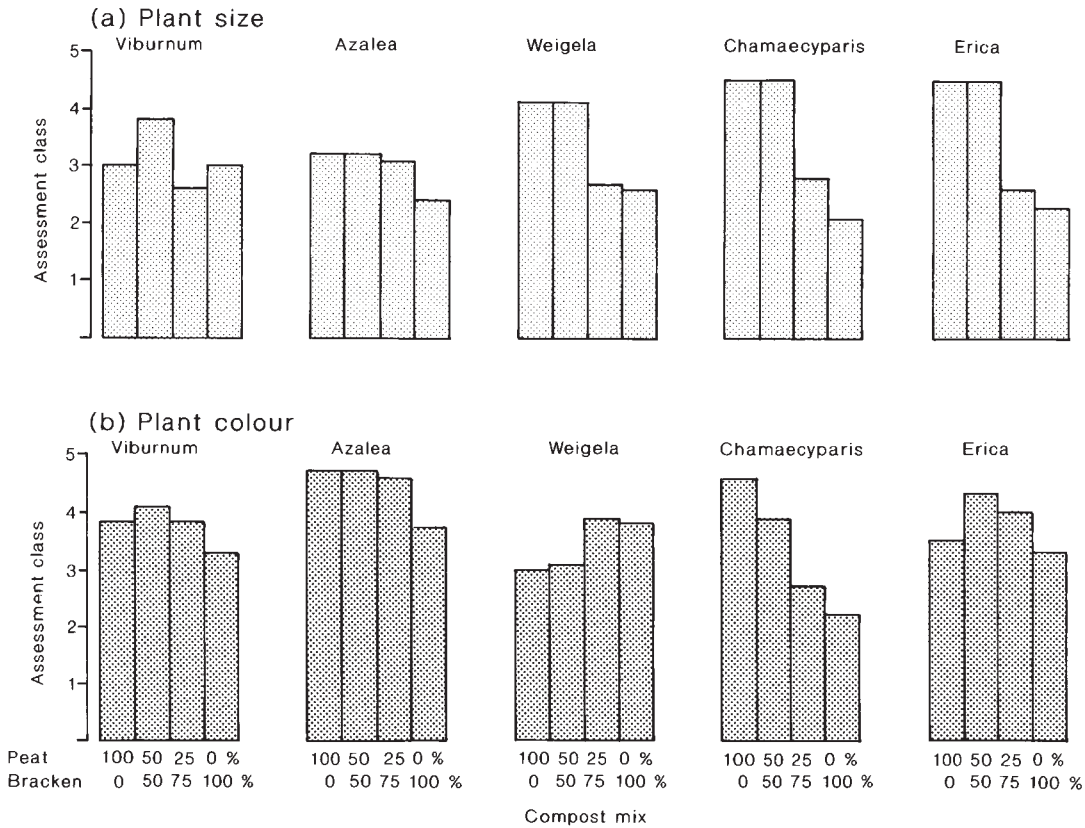 (a) Plant size
Viburnum Azalea Weigela Chamaecyparis Erica
5
4
3
2
1
Assessment class
(b) Plant colour
Viburnum Azalea Weigela Chamaecyparis Erica
5
4
3
2
1
Assessment class
Peat 100 50 25 0 % 100 50 25 0 % 100 50 25 0 % 100 50 25 0 % 100 50 25 0 %
Bracken 0 50 75 100 % 0 50 75 100 % 0 50 75 100 % 0 50 75 100 % 0 50 75 100 %
Compost mix